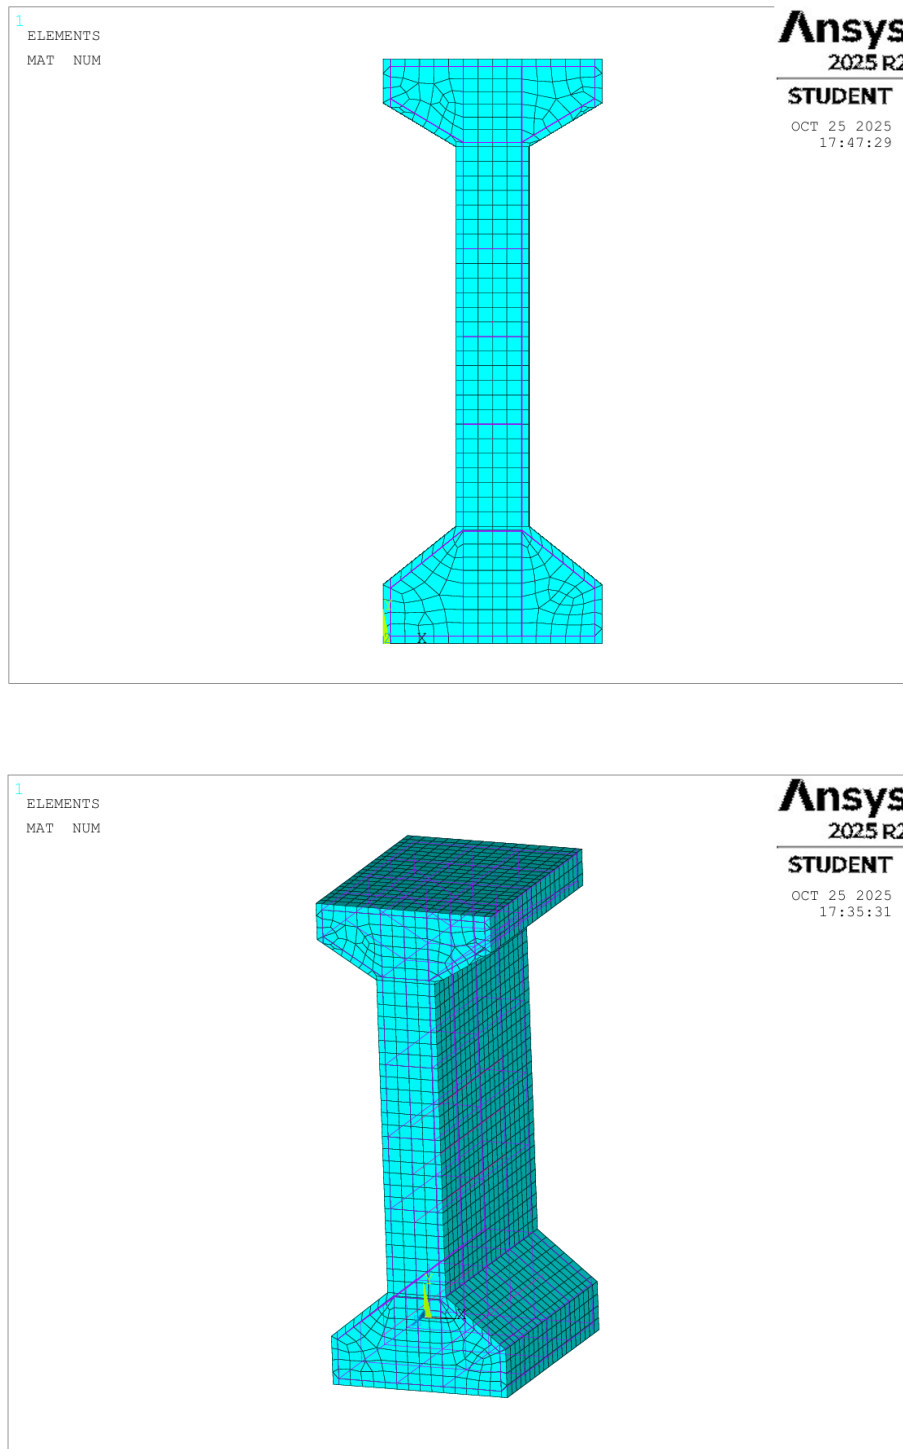 1
ELEMENTS
MAT NUM
Ansys
2025 R2
STUDENT
OCT 25 2025
17:47:29
X
1
ELEMENTS
MAT NUM
Ansys
2025 R2
STUDENT
OCT 25 2025
17:35:31